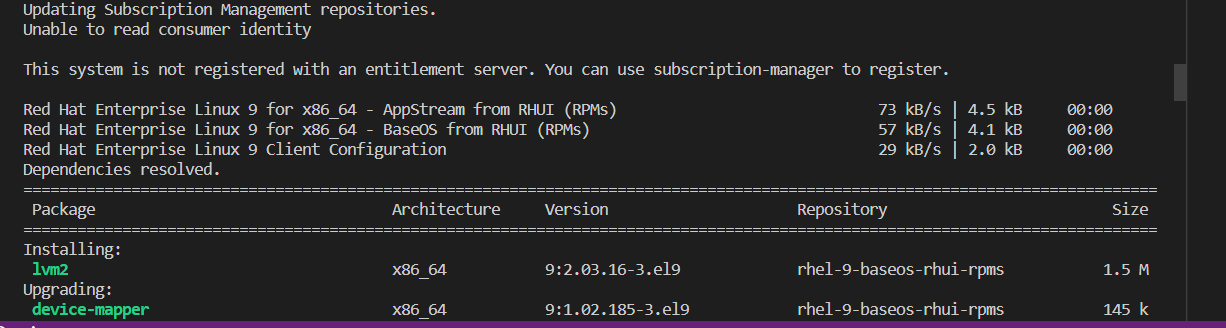 Updating Subscription Management repositories.
Unable to read consumer identity
This system is not registered with an entitlement server. You can use subscription-manager to register.
Red Hat Enterprise Linux 9 for x86_64 - AppStream from RHUI (RPMs) 73 kB/s | 4.5 kB 00:00
Red Hat Enterprise Linux 9 for x86_64 - BaseOS from RHUI (RPMs) 57 kB/s | 4.1 kB 00:00
Red Hat Enterprise Linux 9 Client Configuration 29 kB/s | 2.0 kB 00:00
Dependencies resolved.
================================================================================
Package Architecture Version Repository Size
================================================================================
Installing:
lvm2 x86_64 9:2.03.16-3.el9 rhel-9-baseos-rhui-rpms 1.5 M
Upgrading:
device-mapper x86_64 9:1.02.185-3.el9 rhel-9-baseos-rhui-rpms 145 k